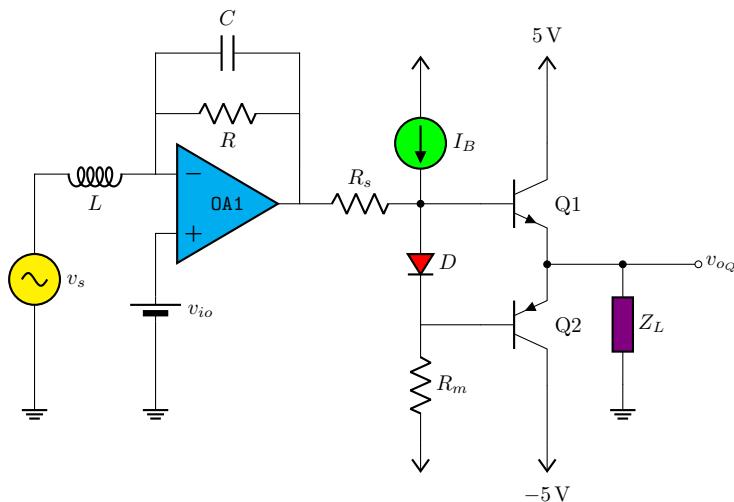 C
5 V
R
I_B
L
−
OA1
+
R_s
Q1
v_s
v_{io}
D
v_{o_Q}
Q2
Z_L
R_m
−5 V